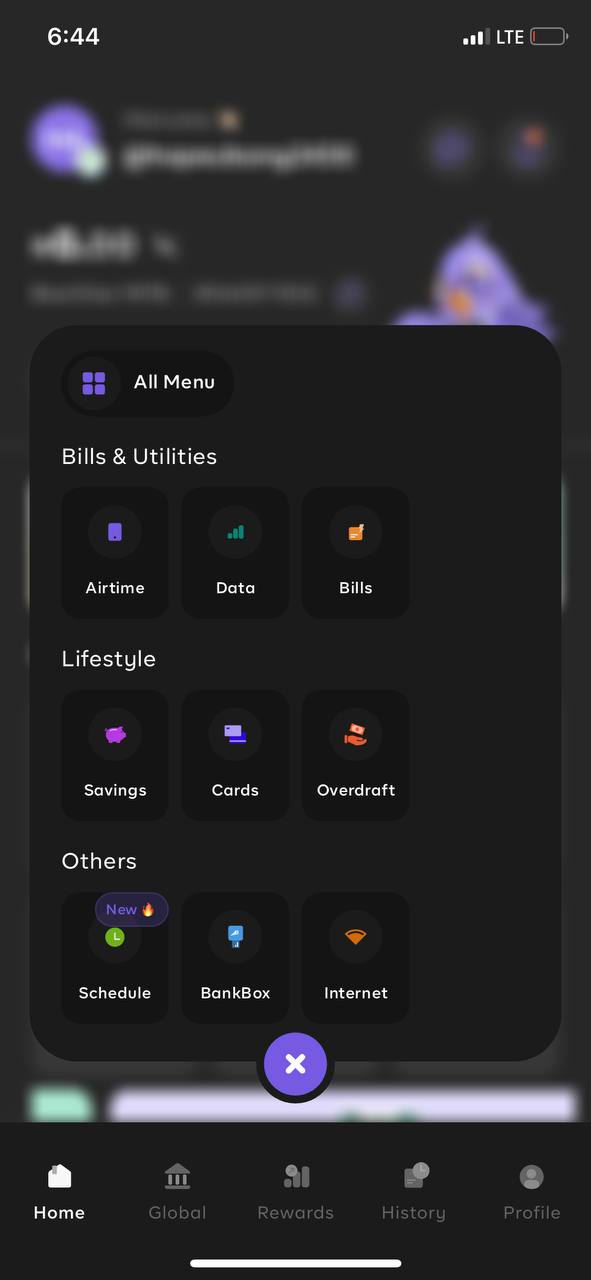 6:44
LTE
All Menu
Bills & Utilities
Airtime
Data
Bills
Lifestyle
Savings
Cards
Overdraft
Others
New 🔥
Schedule
BankBox
Internet
Home
Global
Rewards
History
Profile